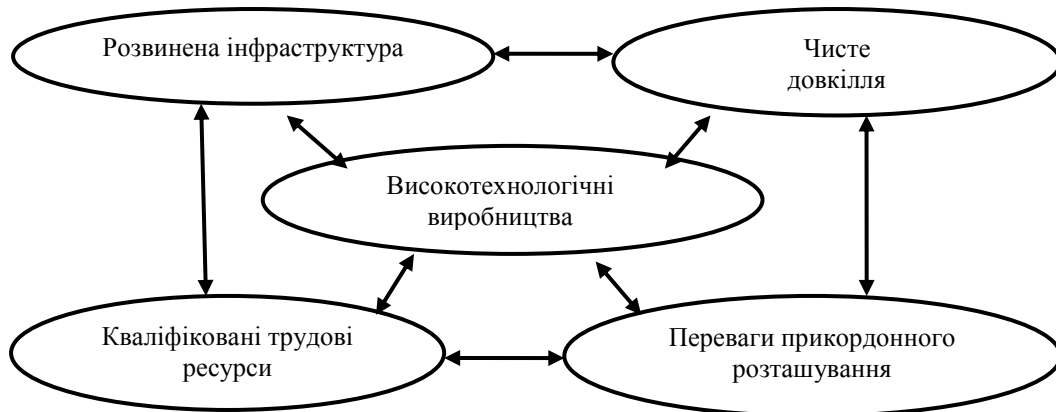 Розвинена інфраструктура
Чисте
довкілля
Високотехнологічні
виробництва
Кваліфіковані трудові
ресурси
Переваги прикордонного
розташування